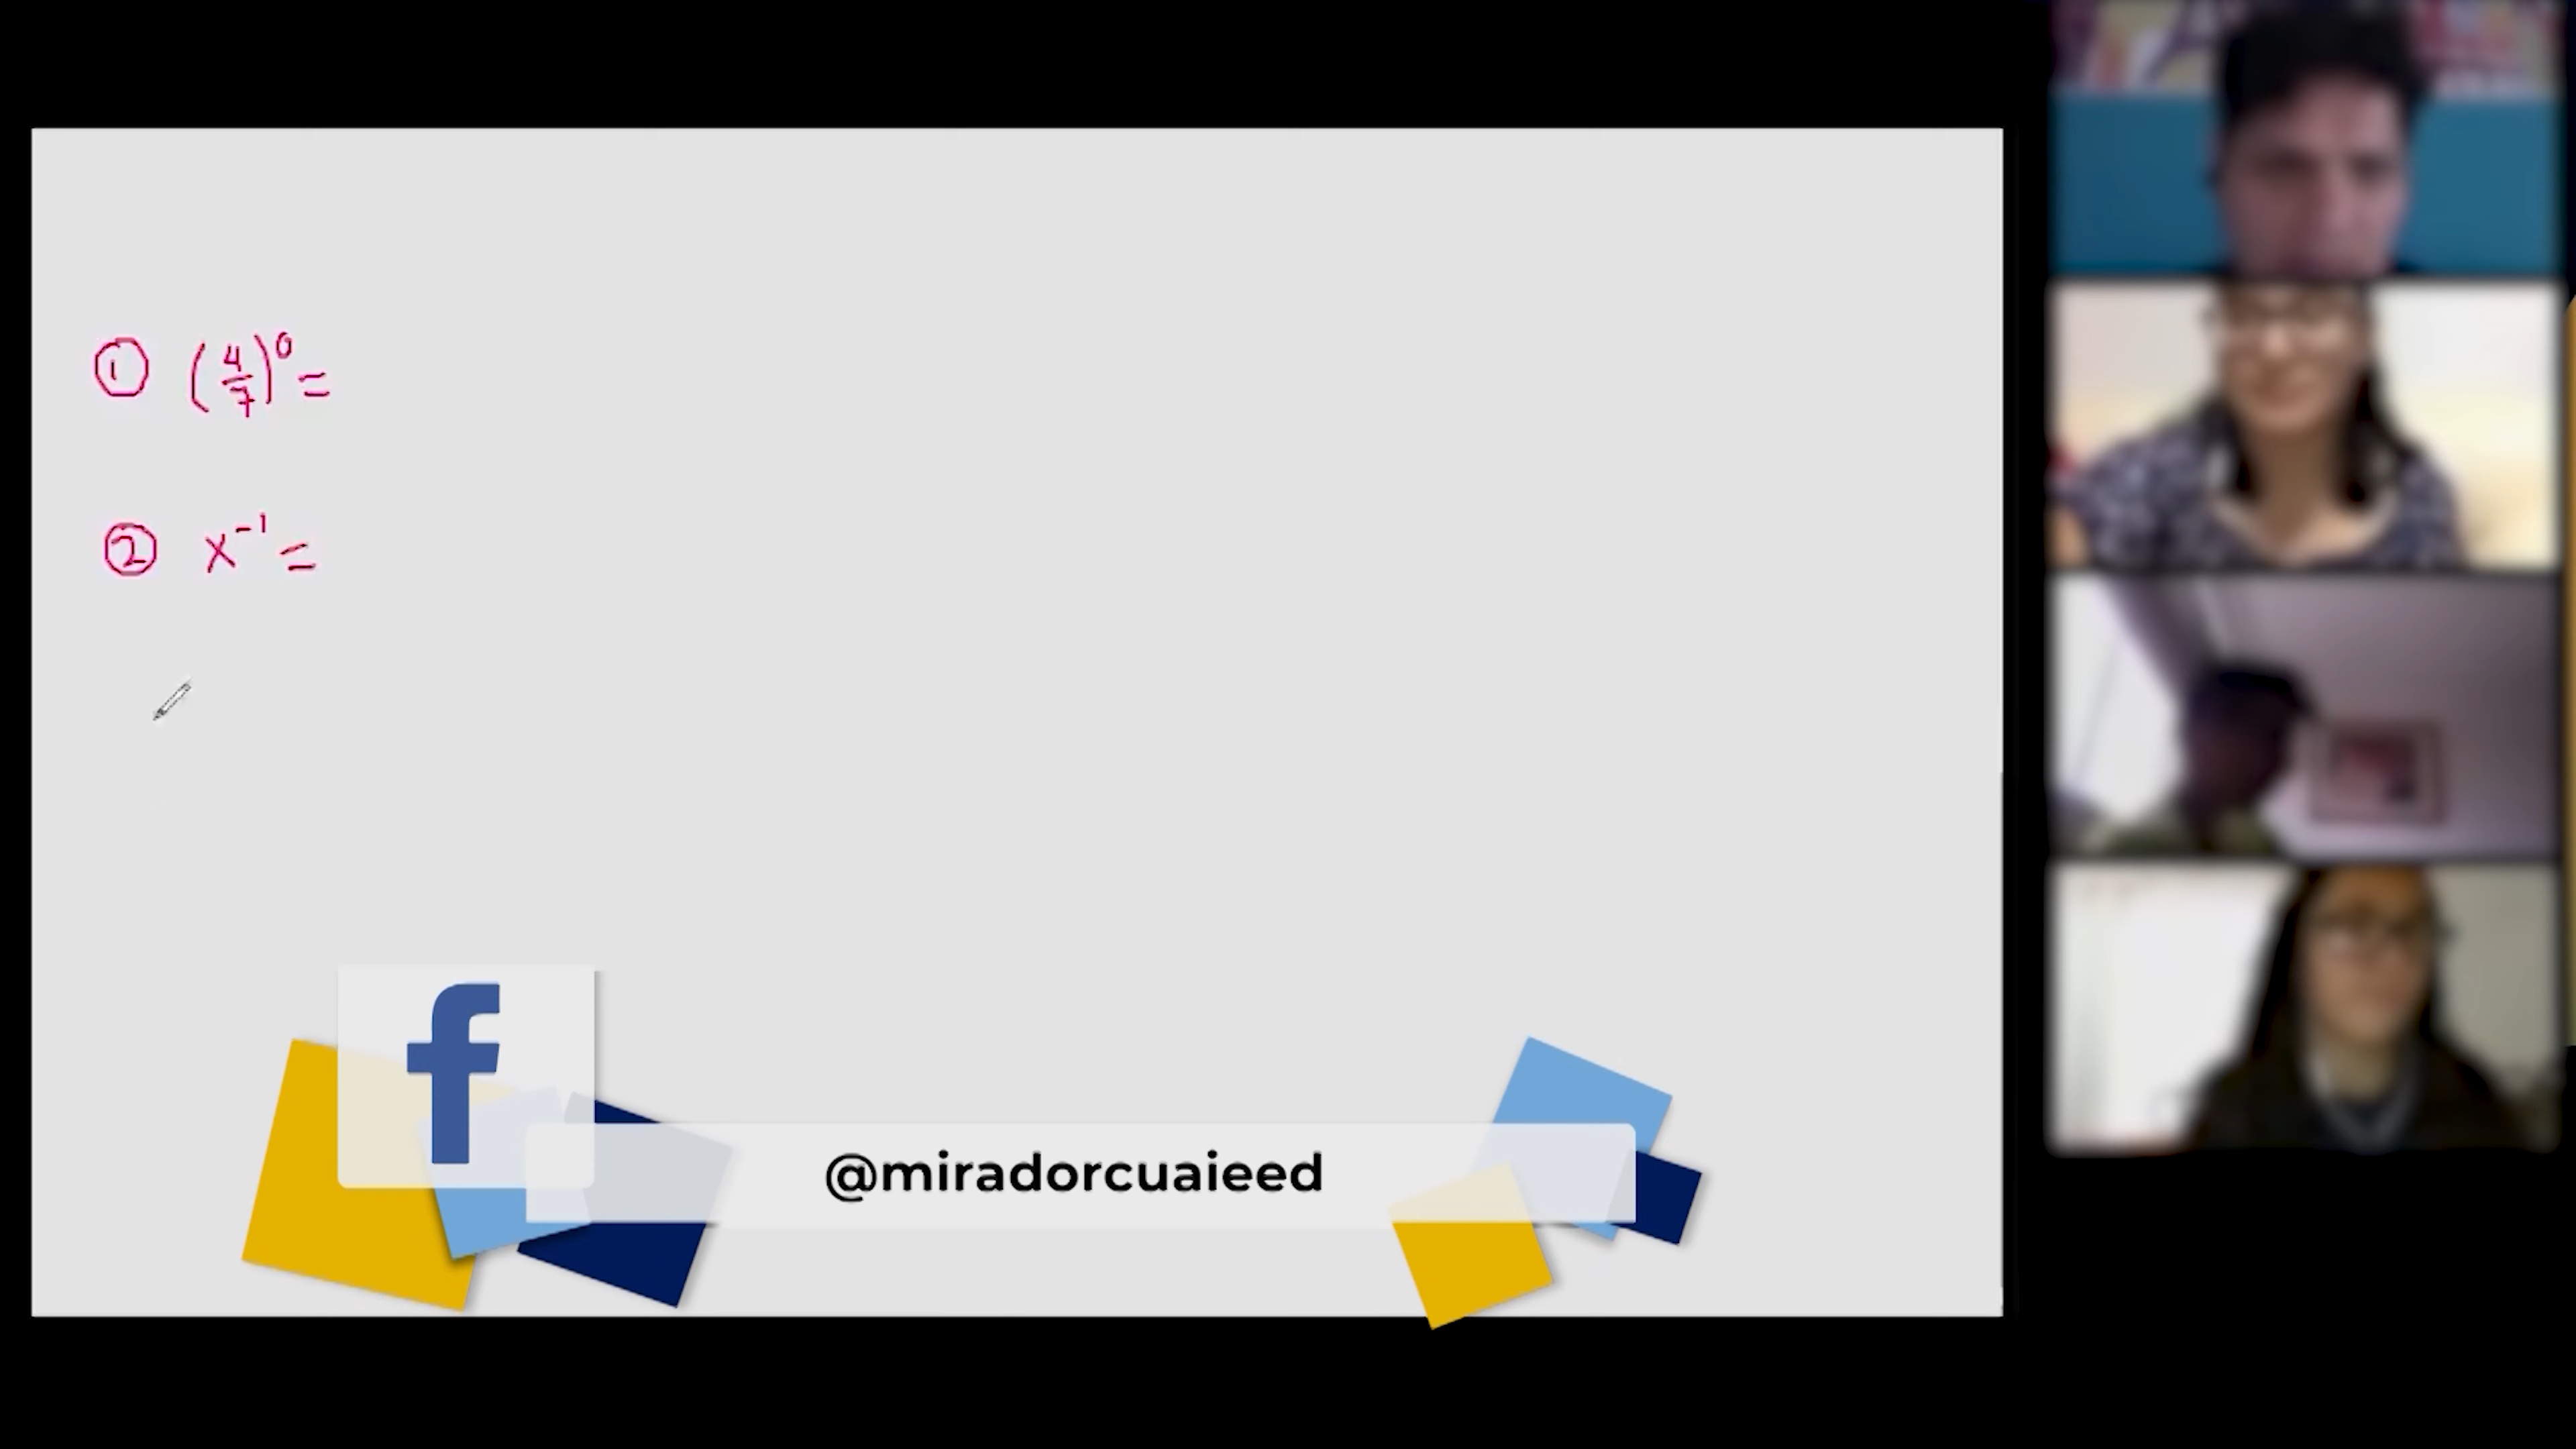 ① (4/7)⁰ =
② x⁻¹ =
f
@miradorcuaieed